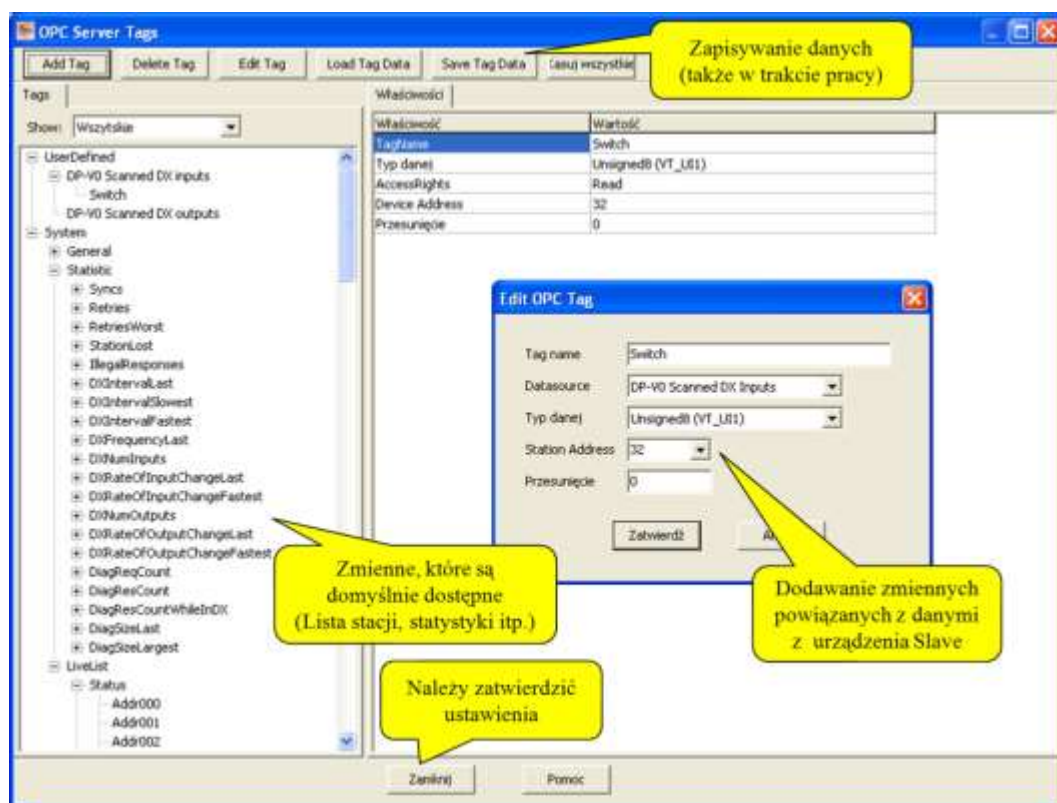 OPC Server Tags
Add Tag Delete Tag Edit Tag Load Tag Data Save Tag Data Kasuj wszystkie
Zapisywanie danych
(także w trakcie pracy)
Tags
Show: Wszytskie
UserDefined
DP-V0 Scanned DX inputs
Switch
DP-V0 Scanned DX outputs
System
General
Statistic
Syncs
Retries
RetriesWorst
StationLost
IllegalResponses
DXIntervalLast
DXIntervalSlowest
DXIntervalFastest
DXFrequencyLast
DXNumInputs
DXRateOfInputChangeLast
DXRateOfInputChangeFastest
DXNumOutputs
DXRateOfOutputChangeLast
DXRateOfOutputChangeFastest
DiagReqCount
DiagResCount
DiagResCountWhileInDX
DiagSizeLast
DiagSizeLargest
LiveList
Status
Addr000
Addr001
Addr002
Właściwości
Właściwość Wartość
TagName Switch
Typ danej Unsigned8 (VT_UI1)
AccessRights Read
Device Address 32
Przesunięcie 0
Edit OPC Tag
Tag name Switch
Datasource DP-V0 Scanned DX Inputs
Typ danej Unsigned8 (VT_UI1)
Station Address 32
Przesunięcie 0
Zatwierdź
Zmienne, które są
domyślnie dostępne
(Lista stacji, statystyki itp.)
Dodawanie zmiennych
powiązanych z danymi
z urządzenia Slave
Należy zatwierdzić
ustawienia
Zamknij Pomoc